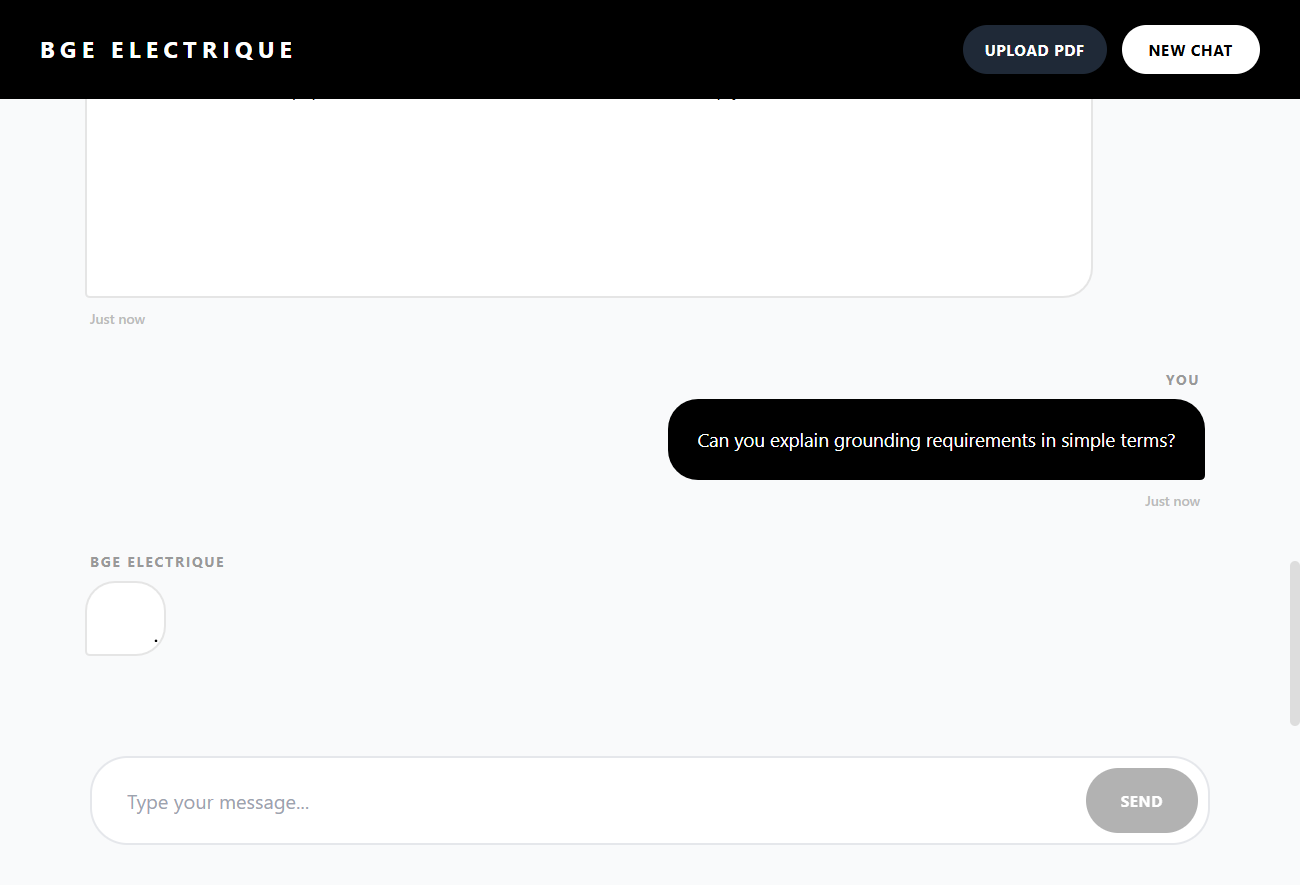 BGE ELECTRIQUE
UPLOAD PDF
NEW CHAT
Just now
YOU
Can you explain grounding requirements in simple terms?
Just now
BGE ELECTRIQUE
.
Type your message...
SEND